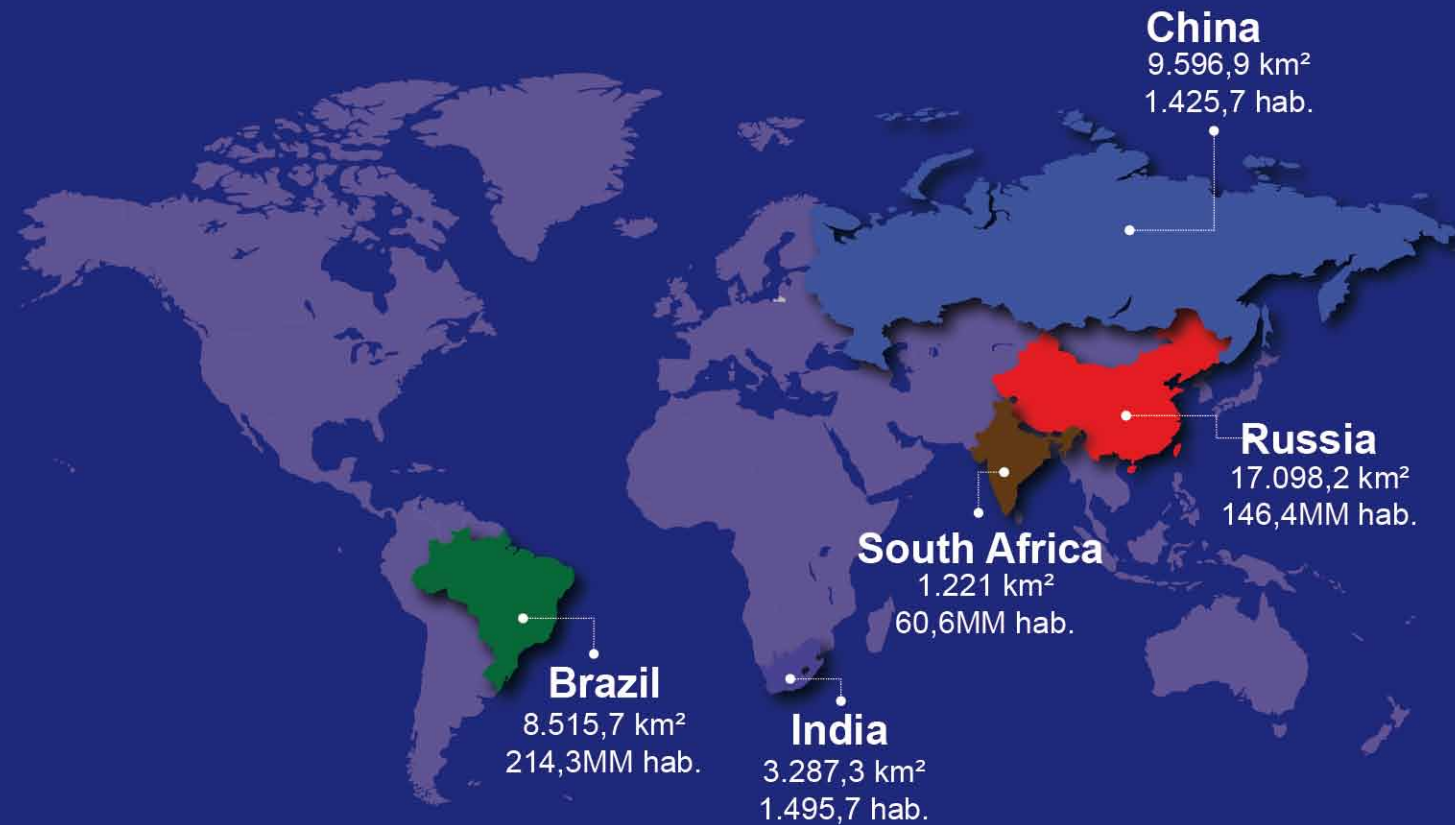 China
9.596,9 km²
1.425,7 hab.
Russia
17.098,2 km²
146,4MM hab.
South Africa
1.221 km²
60,6MM hab.
Brazil
8.515,7 km²
214,3MM hab.
India
3.287,3 km²
1.495,7 hab.